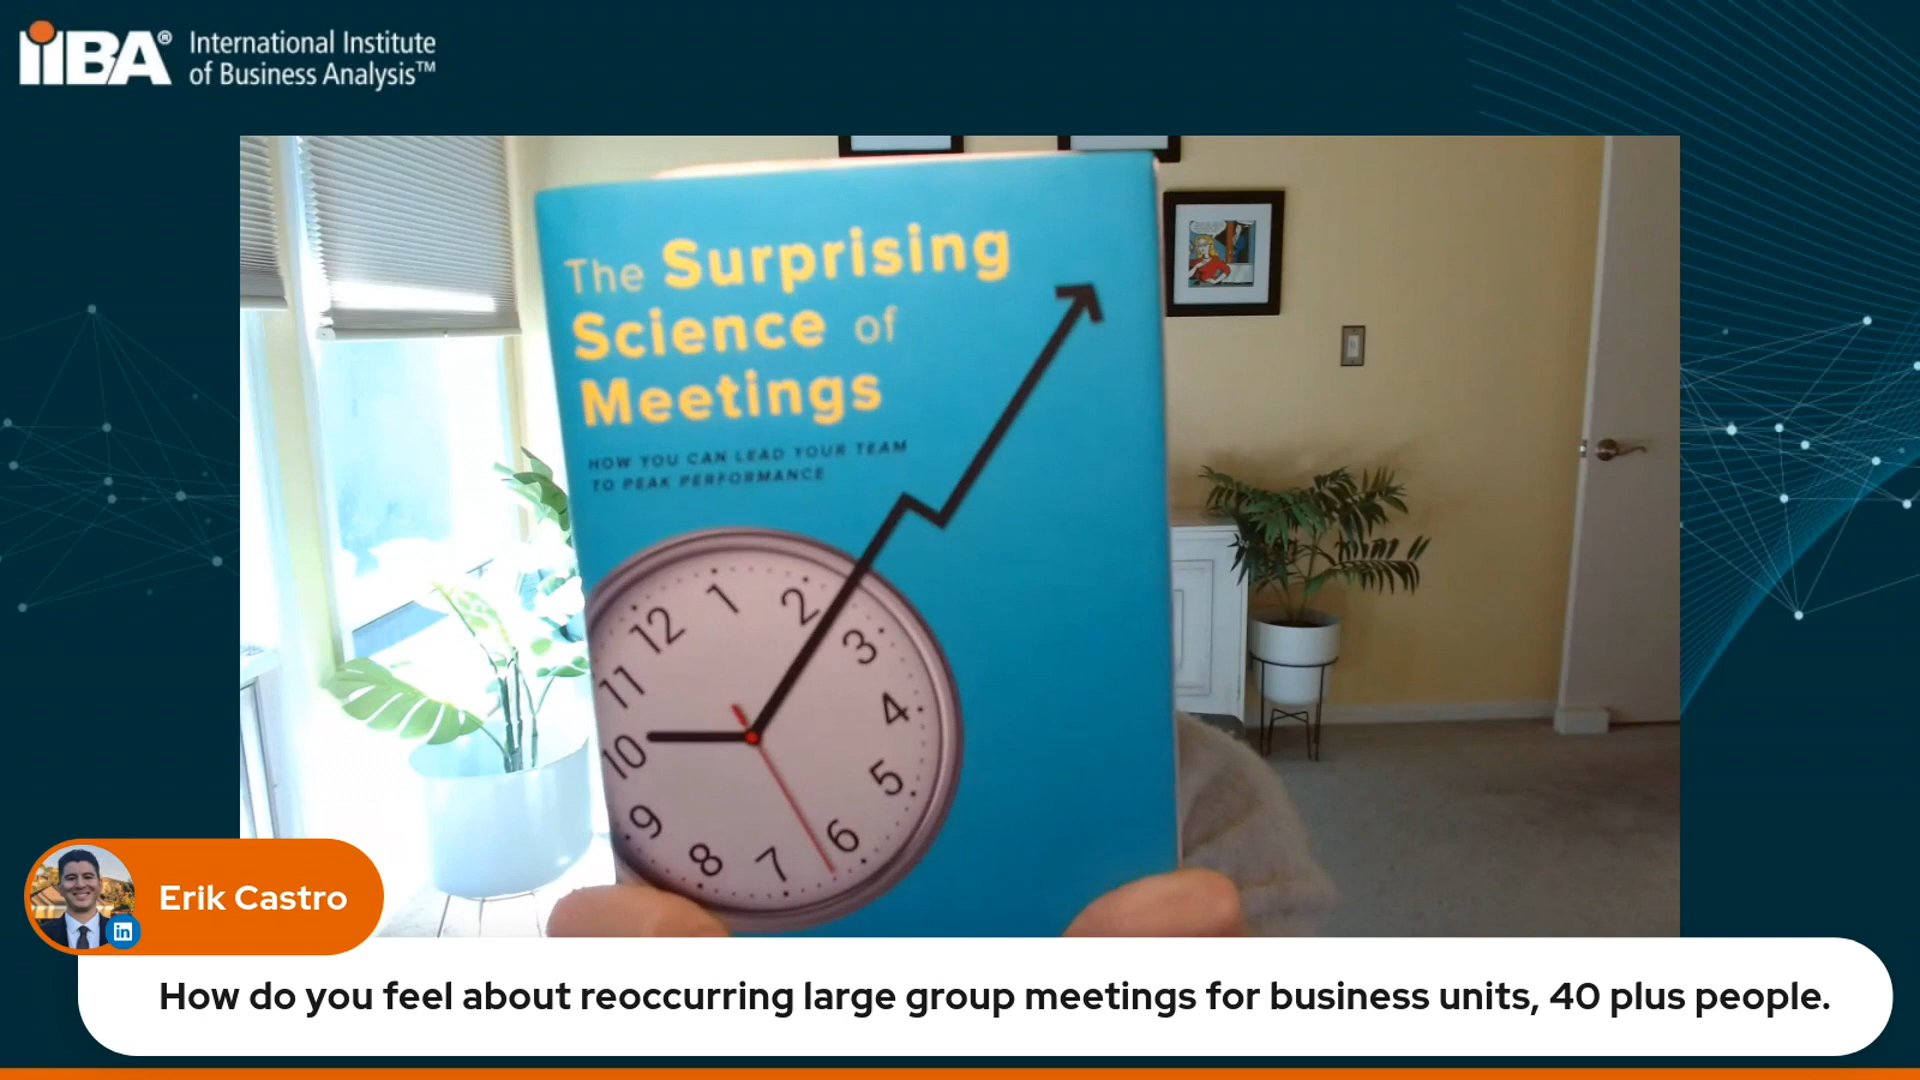 iiBA® International Institute
of Business Analysis™
The Surprising
Science of
Meetings
HOW YOU CAN LEAD YOUR TEAM
TO PEAK PERFORMANCE
12
1
2
3
4
5
6
7
8
9
10
11
Erik Castro
in
How do you feel about reoccurring large group meetings for business units, 40 plus people.